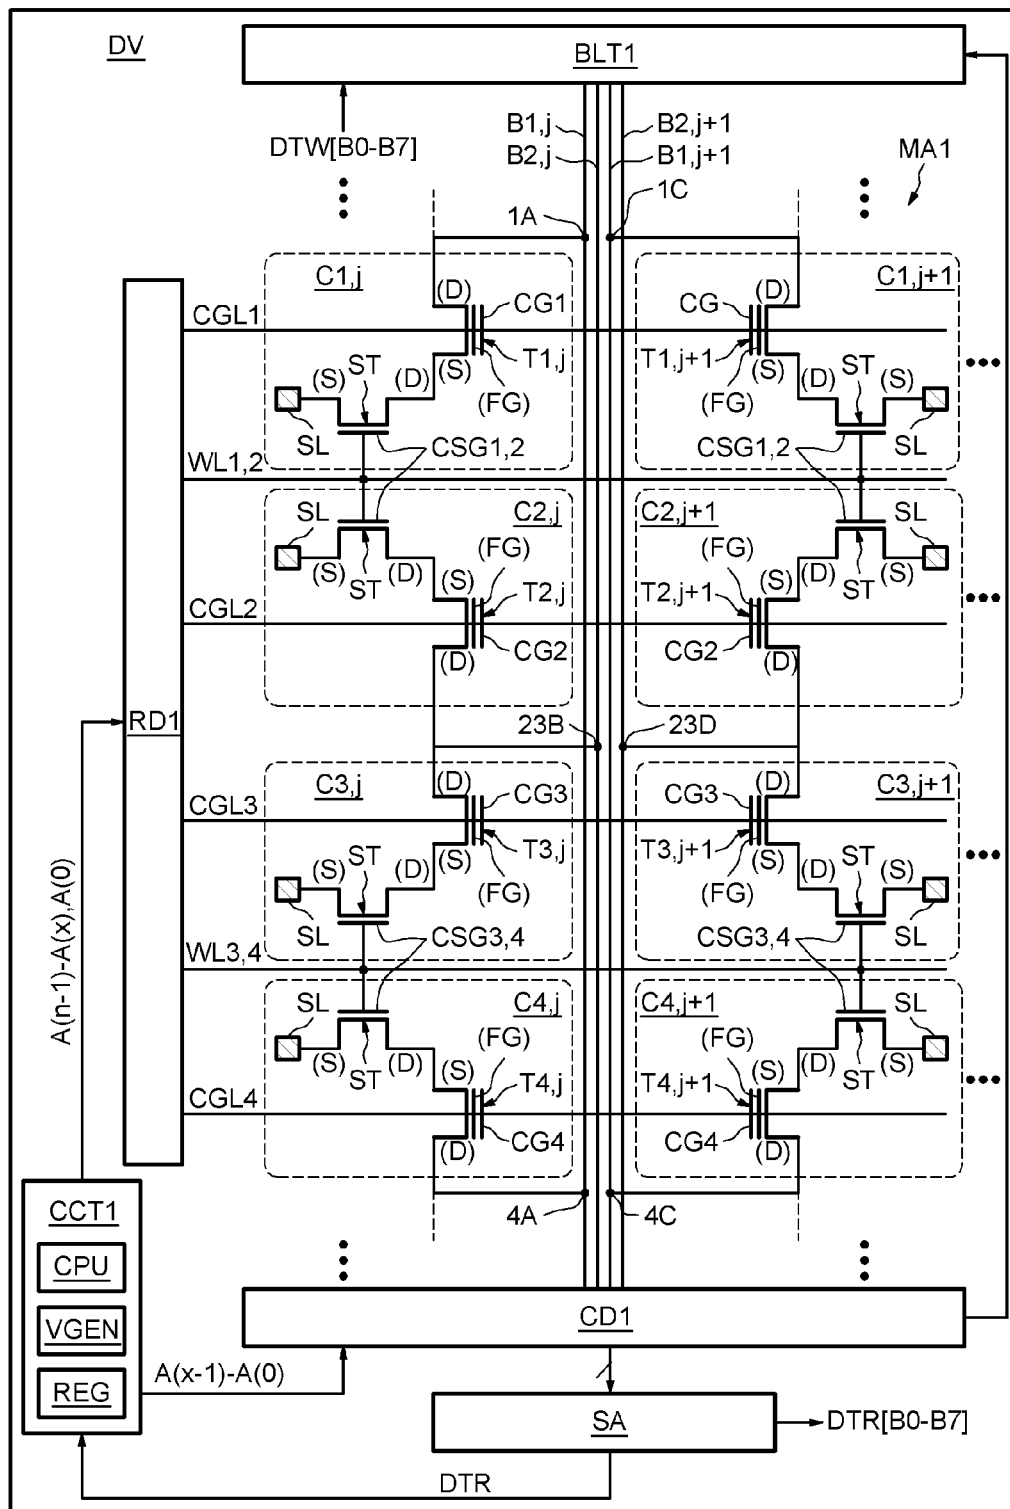 DV
BLT1
B1,j
B2,j+1
DTW[B0-B7]
B2,j
B1,j+1
MA1
1A
1C
C1,j
C1,j+1
(D)
(D)
CGL1
CG1
CG
ST
T1,j
T1,j+1
ST
(S)
(D)
(S)
(S)
(D)
(S)
(FG)
(FG)
SL
CSG1,2
CSG1,2
SL
WL1,2
SL
C2,j
C2,j+1
SL
(FG)
(FG)
(S)
(D)
(S)
(S)
(D)
(S)
ST
T2,j
T2,j+1
ST
CGL2
CG2
CG2
(D)
(D)
RD1
23B
23D
C3,j
C3,j+1
(D)
(D)
CGL3
CG3
CG3
ST
T3,j
T3,j+1
ST
(S)
(D)
(S)
(S)
(D)
(S)
(FG)
(FG)
SL
CSG3,4
CSG3,4
SL
WL3,4
A(n-1)-A(x),A(0)
SL
C4,j
C4,j+1
SL
(FG)
(FG)
(S)
(D)
(S)
(S)
(D)
(S)
ST
T4,j
T4,j+1
ST
CGL4
CG4
CG4
(D)
(D)
4A
4C
CCT1
CPU
VGEN
REG
CD1
A(x-1)-A(0)
SA
DTR[B0-B7]
DTR